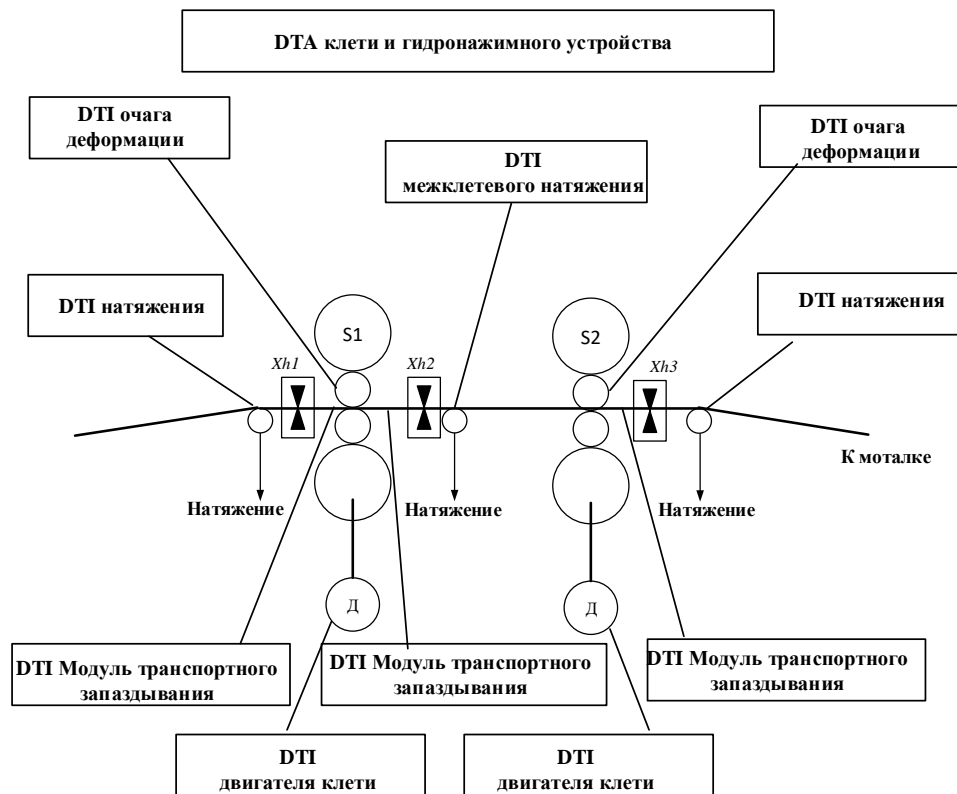 DTA клети и гидронажимного устройства
DTI очага
деформации
DTI очага
деформации
DTI
межклетевого натяжения
DTI натяжения
DTI натяжения
S1
S2
Xh1
Xh2
Xh3
К моталке
Натяжение
Натяжение
Натяжение
Д
Д
DTI Модуль транспортного
запаздывания
DTI Модуль транспортного
запаздывания
DTI Модуль транспортного
запаздывания
DTI
двигателя клети
DTI
двигателя клети